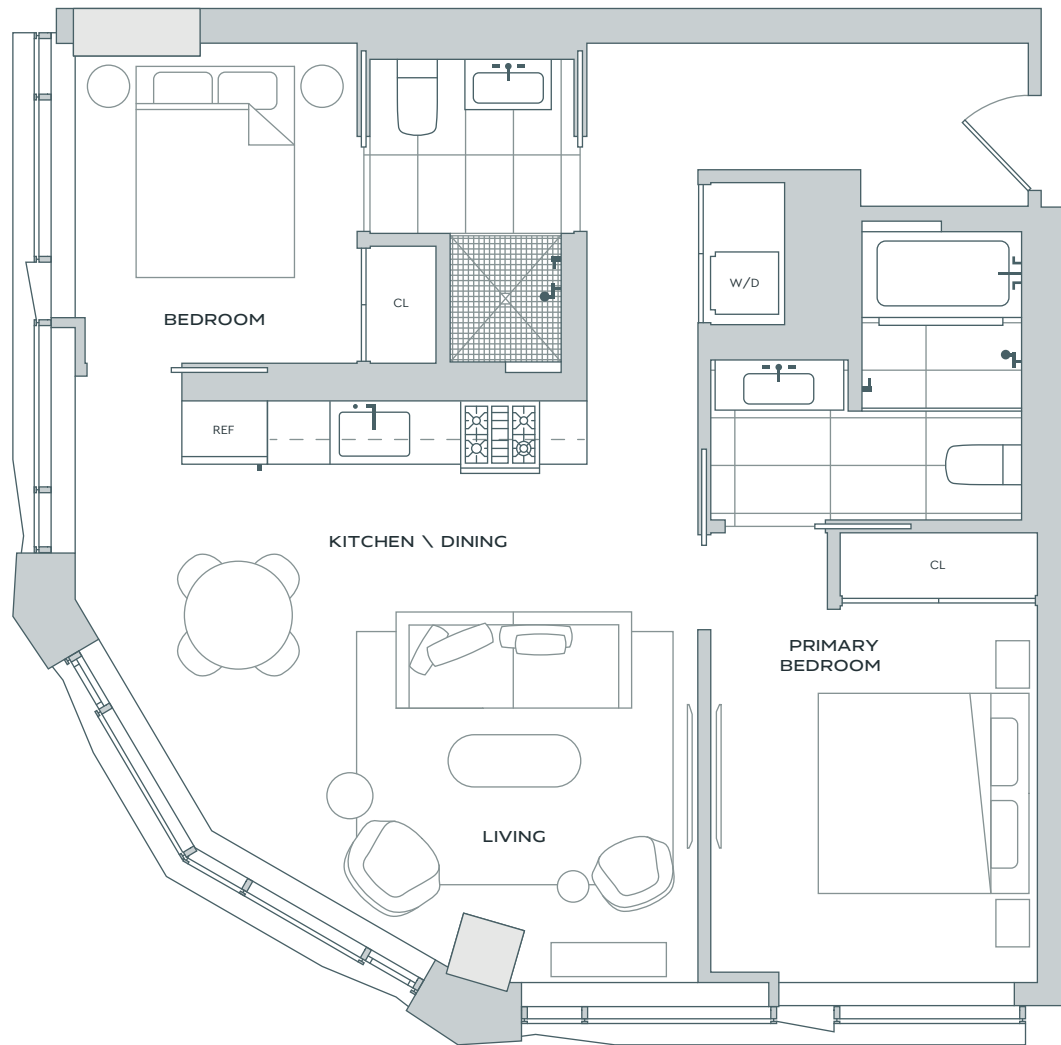 W/D
CL
BEDROOM
REF
KITCHEN \ DINING
CL
PRIMARY
BEDROOM
LIVING